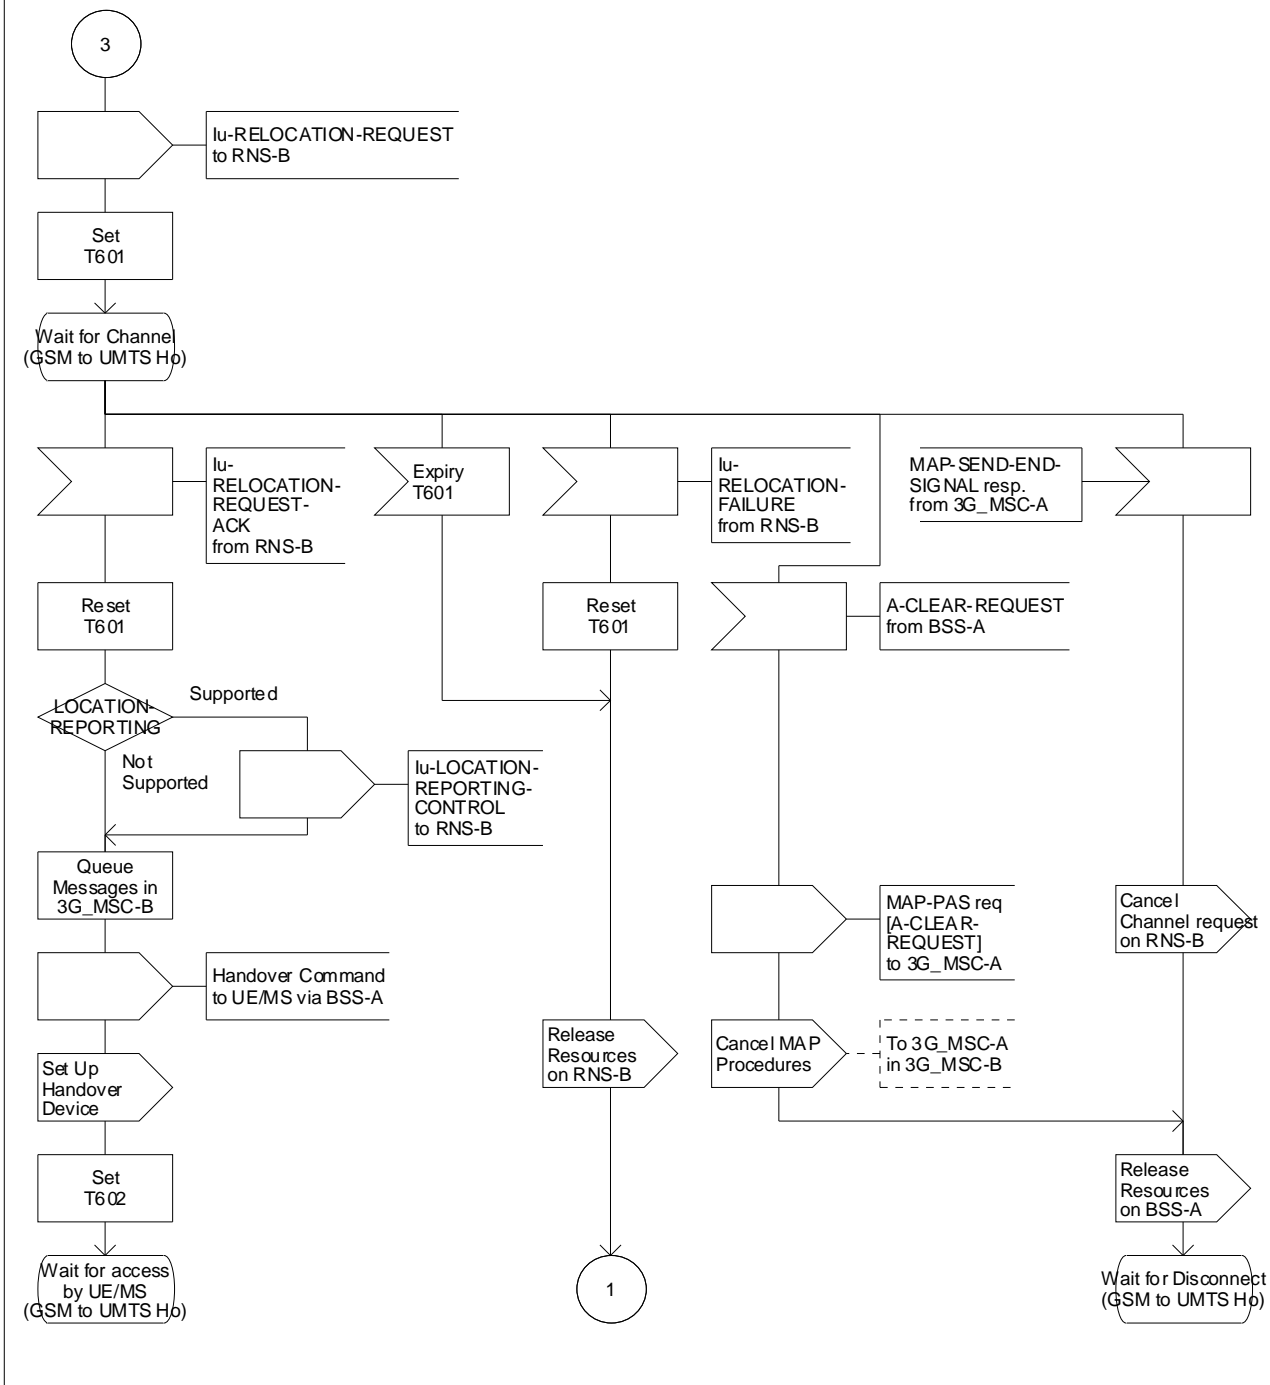 3
Iu-RELOCATION-REQUEST
to RNS-B
Set
T601
Wait for Channel
(GSM to UMTS Ho)
Iu-
RELOCATION-
REQUEST-
ACK
from RNS-B
Expiry
T601
Iu-
RELOCATION-
FAILURE
from RNS-B
MAP-SEND-END-
SIGNAL resp.
from 3G_MSC-A
Reset
T601
Reset
T601
A-CLEAR-REQUEST
from BSS-A
LOCATION-
REPORTING
Supported
Not
Supported
Iu-LOCATION-
REPORTING-
CONTROL
to RNS-B
Queue
Messages in
3G_MSC-B
MAP-PAS req
[A-CLEAR-
REQUEST]
to 3G_MSC-A
Cancel
Channel request
on RNS-B
Handover Command
to UE/MS via BSS-A
Set Up
Handover
Device
Release
Resources
on RNS-B
Cancel MAP
Procedures
To 3G_MSC-A
in 3G_MSC-B
Set
T602
Release
Resources
on BSS-A
Wait for access
by UE/MS
(GSM to UMTS Ho)
1
Wait for Disconnect
(GSM to UMTS Ho)